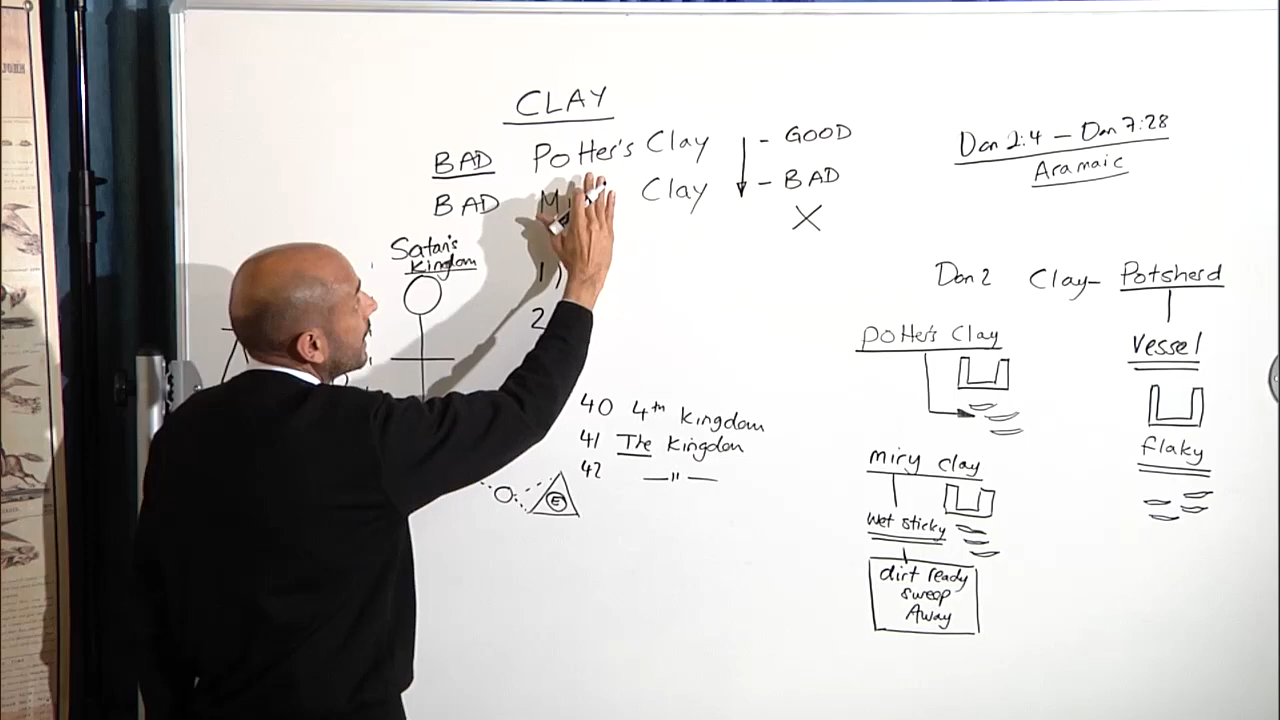 CLAY
BAD Potter's Clay - GOOD
BAD Clay - BAD
X
Satan's
Kingdom
1)
2
40 4th kingdom
41 The Kingdom
42 —"—
E
Dan 2:4 - Dan 7:28
Aramaic
Dan 2 Clay- Potsherd
Potter's Clay
Vessel
flaky
miry clay
wet sticky
dirt ready
sweep
Away